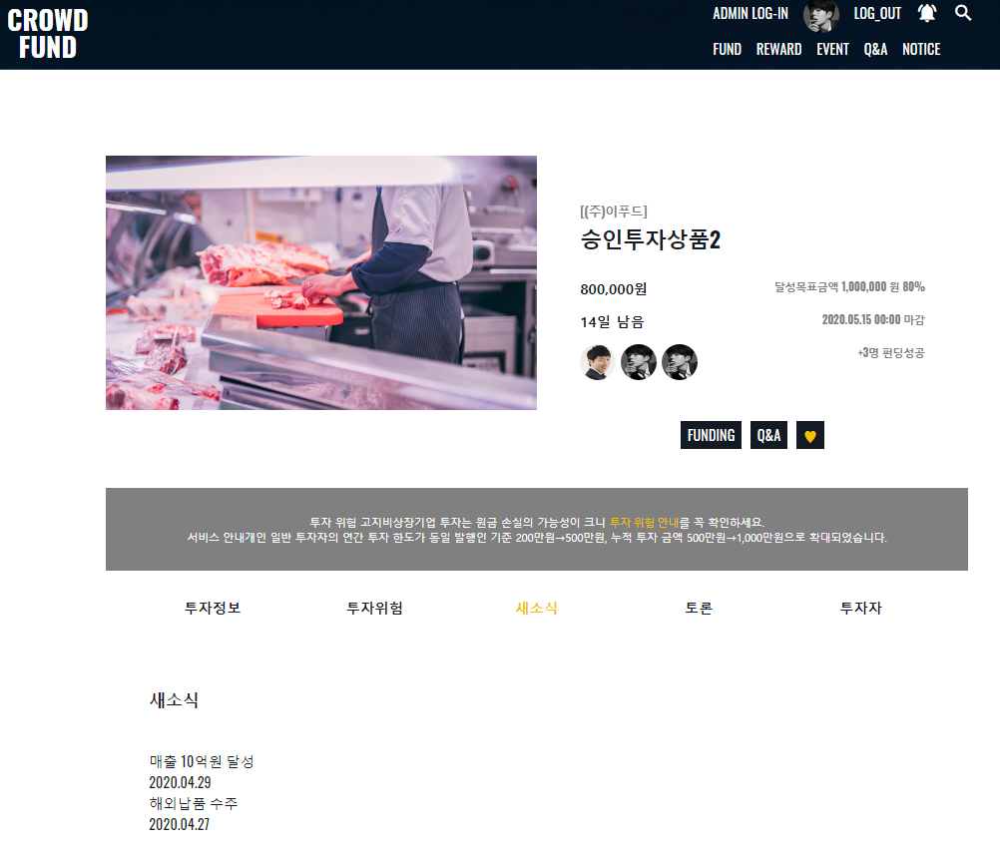 CROWD
FUND
ADMIN LOG-IN LOG_OUT
FUND REWARD EVENT Q&A NOTICE
[(주)이푸드]
승인투자상품2
800,000원
달성목표금액 1,000,000 원 80%
14일 남음
2020.05.15 00:00 마감
+3명 펀딩성공
FUNDING Q&A
투자 위험 고지비상장기업 투자는 원금 손실의 가능성이 크니 투자 위험 안내를 꼭 확인하세요.
서비스 안내개인 일반 투자자의 연간 투자 한도가 동일 발행인 기준 200만원→500만원, 누적 투자 금액 500만원→1,000만원으로 확대되었습니다.
투자정보 투자위험 새소식 토론 투자자
새소식
매출 10억원 달성
2020.04.29
해외납품 수주
2020.04.27